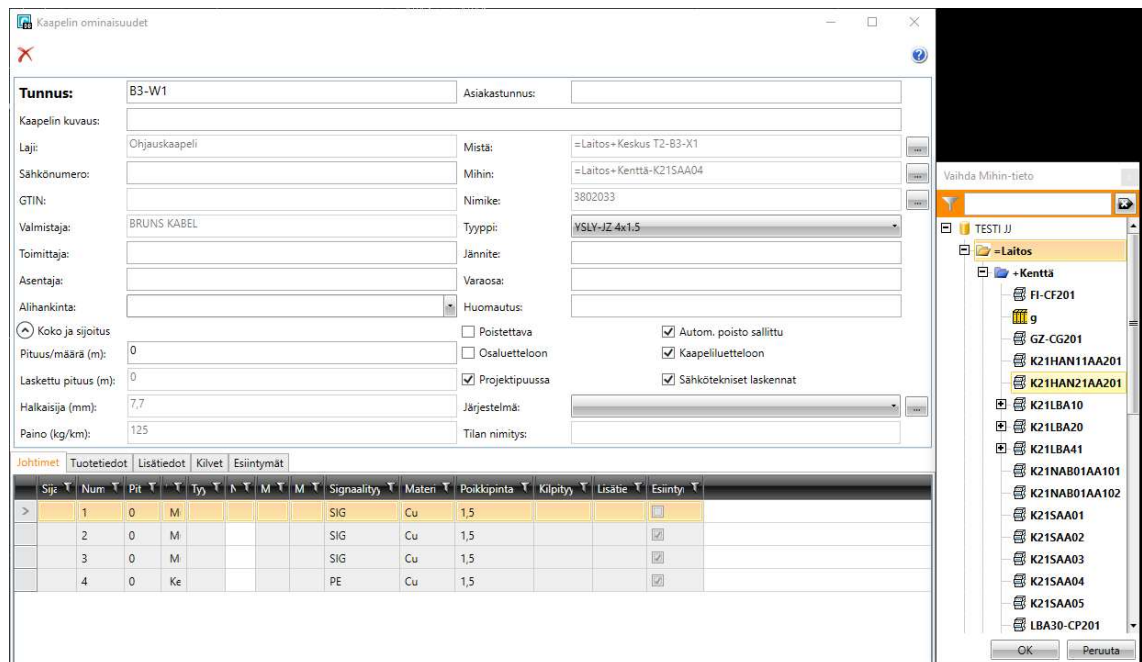 Kaapelin ominaisuudet
Tunnus: B3-W1 Asiakastunnus:
Kaapelin kuvaus:
Laji: Ohjauskaapeli Mistä: =Laitos+Keskus T2-B3-X1 ...
Sähkönumero: Mihin: =Laitos+Kenttä-K21SAA04 ...
GTIN: Nimike: 3802033 ...
Valmistaja: BRUNS KABEL Tyyppi: YSLY-JZ 4x1.5
Toimittaja: Jännite:
Asentaja: Varaosa:
Alihankinta: Huomautus:
Koko ja sijoitus Poistettava Autom. poisto sallittu
Pituus/määrä (m): 0 Osaluetteloon Kaapeliluetteloon
Laskettu pituus (m): 0 Projektipuussa Sähkötekniset laskennat
Halkaisija (mm): 7,7 Järjestelmä: ...
Paino (kg/km): 125 Tilan nimitys:
Johtimet Tuotetiedot Lisätiedot Kilvet Esiintymät
Sija Num Pit Tyy M M Signaalityy Materi Poikkipinta Kilpityy Lisätie Esiinty
> 1 0 M SIG Cu 1,5
2 0 M SIG Cu 1,5
3 0 M SIG Cu 1,5
4 0 Ke PE Cu 1,5
Vaihda Mihin-tieto
TESTI JJ
=Laitos
+Kenttä
FI-CF201
g
GZ-CG201
K21HAN11AA201
K21HAN21AA201
K21LBA10
K21LBA20
K21LBA41
K21NAB01AA101
K21NAB01AA102
K21SAA01
K21SAA02
K21SAA03
K21SAA04
K21SAA05
LBA30-CP201
OK Peruuta